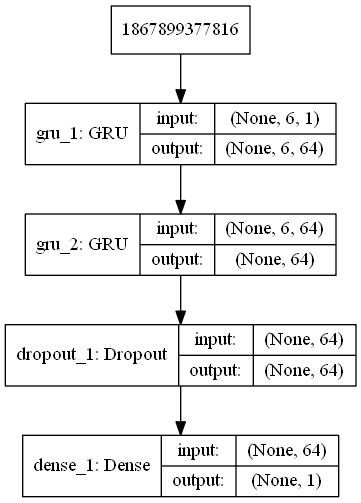 1867899377816
gru_1: GRU
input: (None, 6, 1)
output: (None, 6, 64)
gru_2: GRU
input: (None, 6, 64)
output: (None, 64)
dropout_1: Dropout
input: (None, 64)
output: (None, 64)
dense_1: Dense
input: (None, 64)
output: (None, 1)